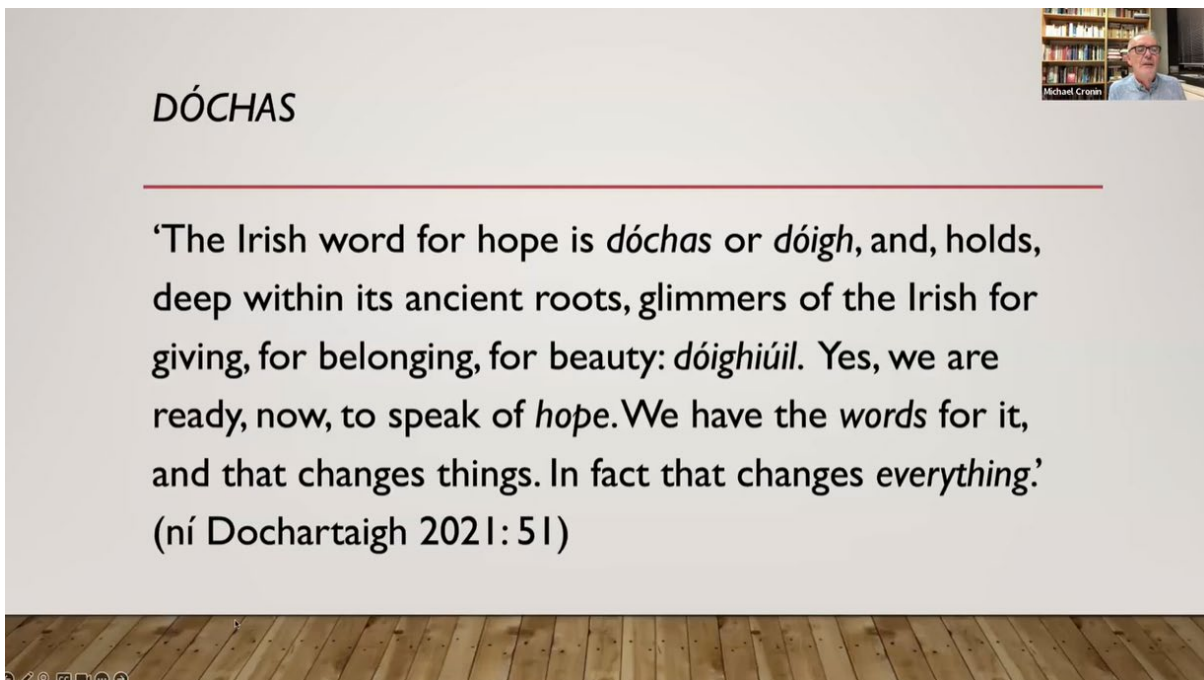 DÓCHAS
Michael Cronin
‘The Irish word for hope is dóchas or dóigh, and, holds,
deep within its ancient roots, glimmers of the Irish for
giving, for belonging, for beauty: dóighiúil. Yes, we are
ready, now, to speak of hope. We have the words for it,
and that changes things. In fact that changes everything.’
(ní Dochartaigh 2021: 51)